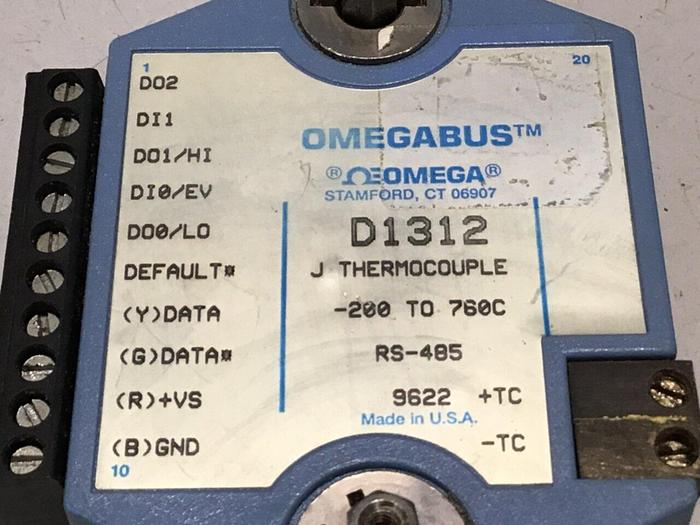 1
20
DO2
DI1
DO1/HI
DI0/EV
DO0/LO
DEFAULT*
(Y)DATA
(G)DATA*
(R)+VS
(B)GND
10
OMEGABUS™
® ΩEOMEGA®
STAMFORD, CT 06907
D1312
J THERMOCOUPLE
-200 TO 760C
RS-485
9622 +TC
Made in U.S.A.
-TC